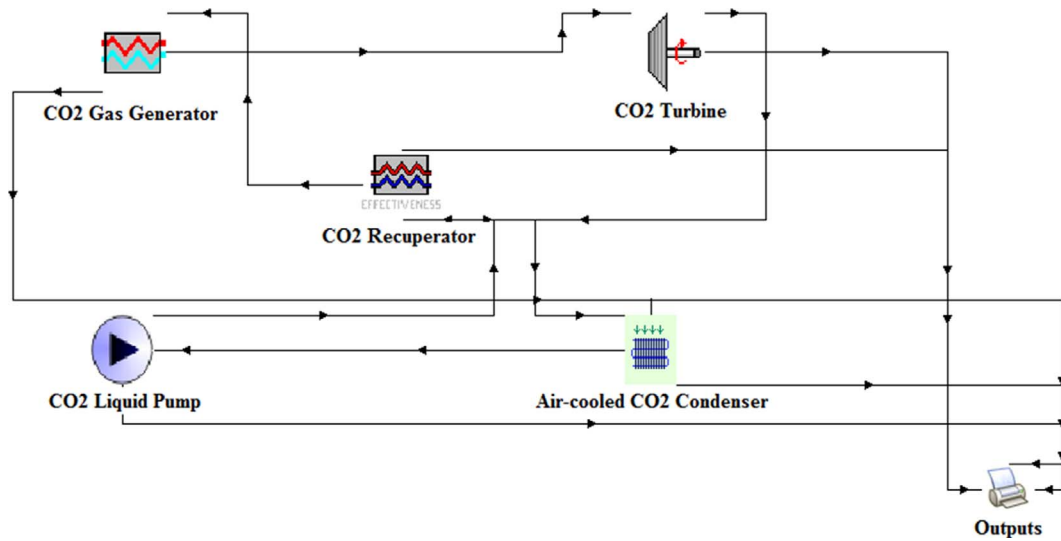 CO2 Gas Generator
CO2 Turbine
EFFECTIVENESS
CO2 Recuperator
CO2 Liquid Pump
Air-cooled CO2 Condenser
Outputs